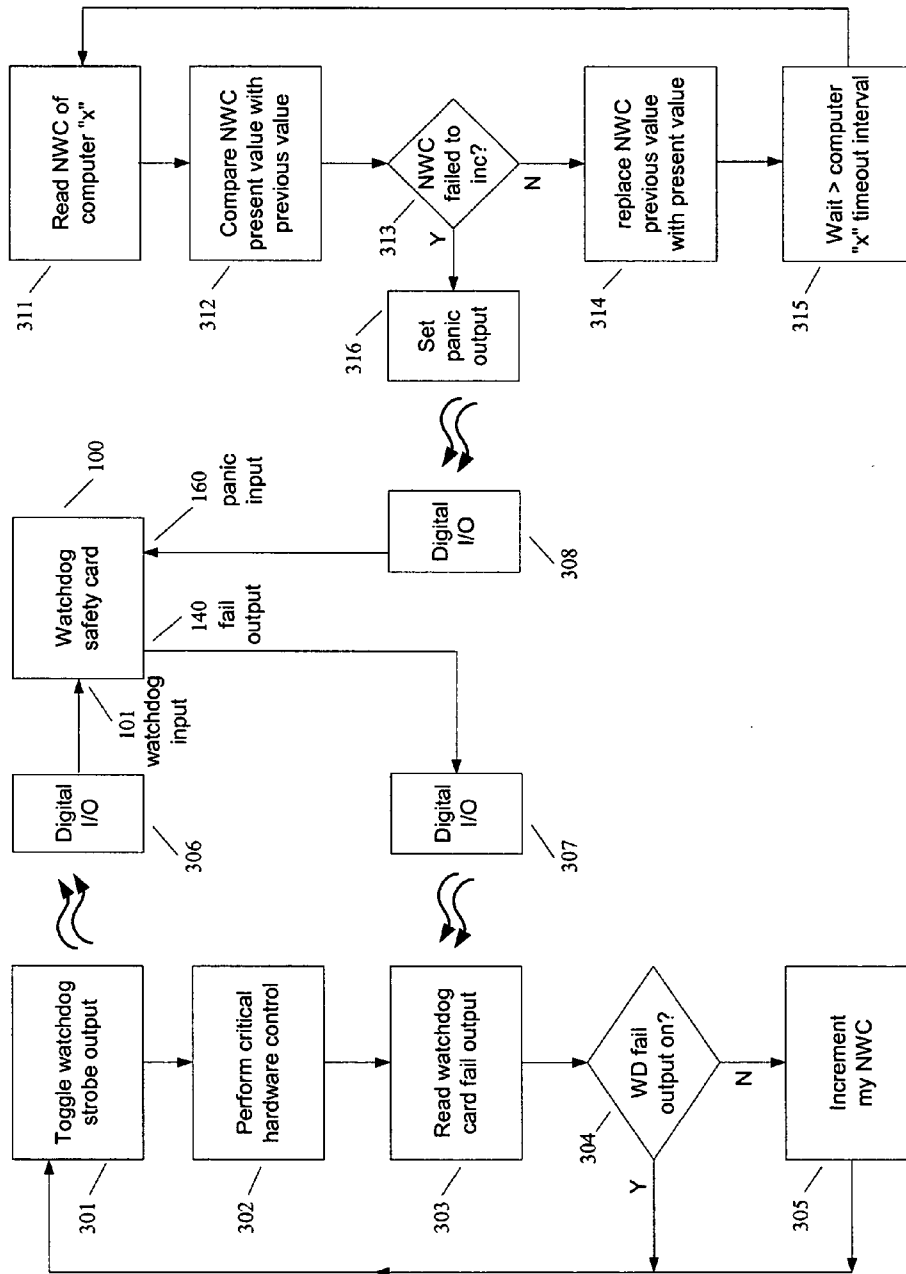 Toggle watchdog
strobe output
301
Perform critical
hardware control
302
Read watchdog
card fail output
303
WD fail
output on?
304
Y
N
Increment
my NWC
305
Digital
I/O
306
101
watchdog
input
Watchdog
safety card
100
140
fail
output
160
panic
input
Digital
I/O
307
Digital
I/O
308
Read NWC of
computer "x"
311
Compare NWC
present value with
previous value
312
NWC
failed to
inc?
313
Y
N
Set
panic
output
316
replace NWC
previous value
with present value
314
Wait > computer
"x" timeout interval
315